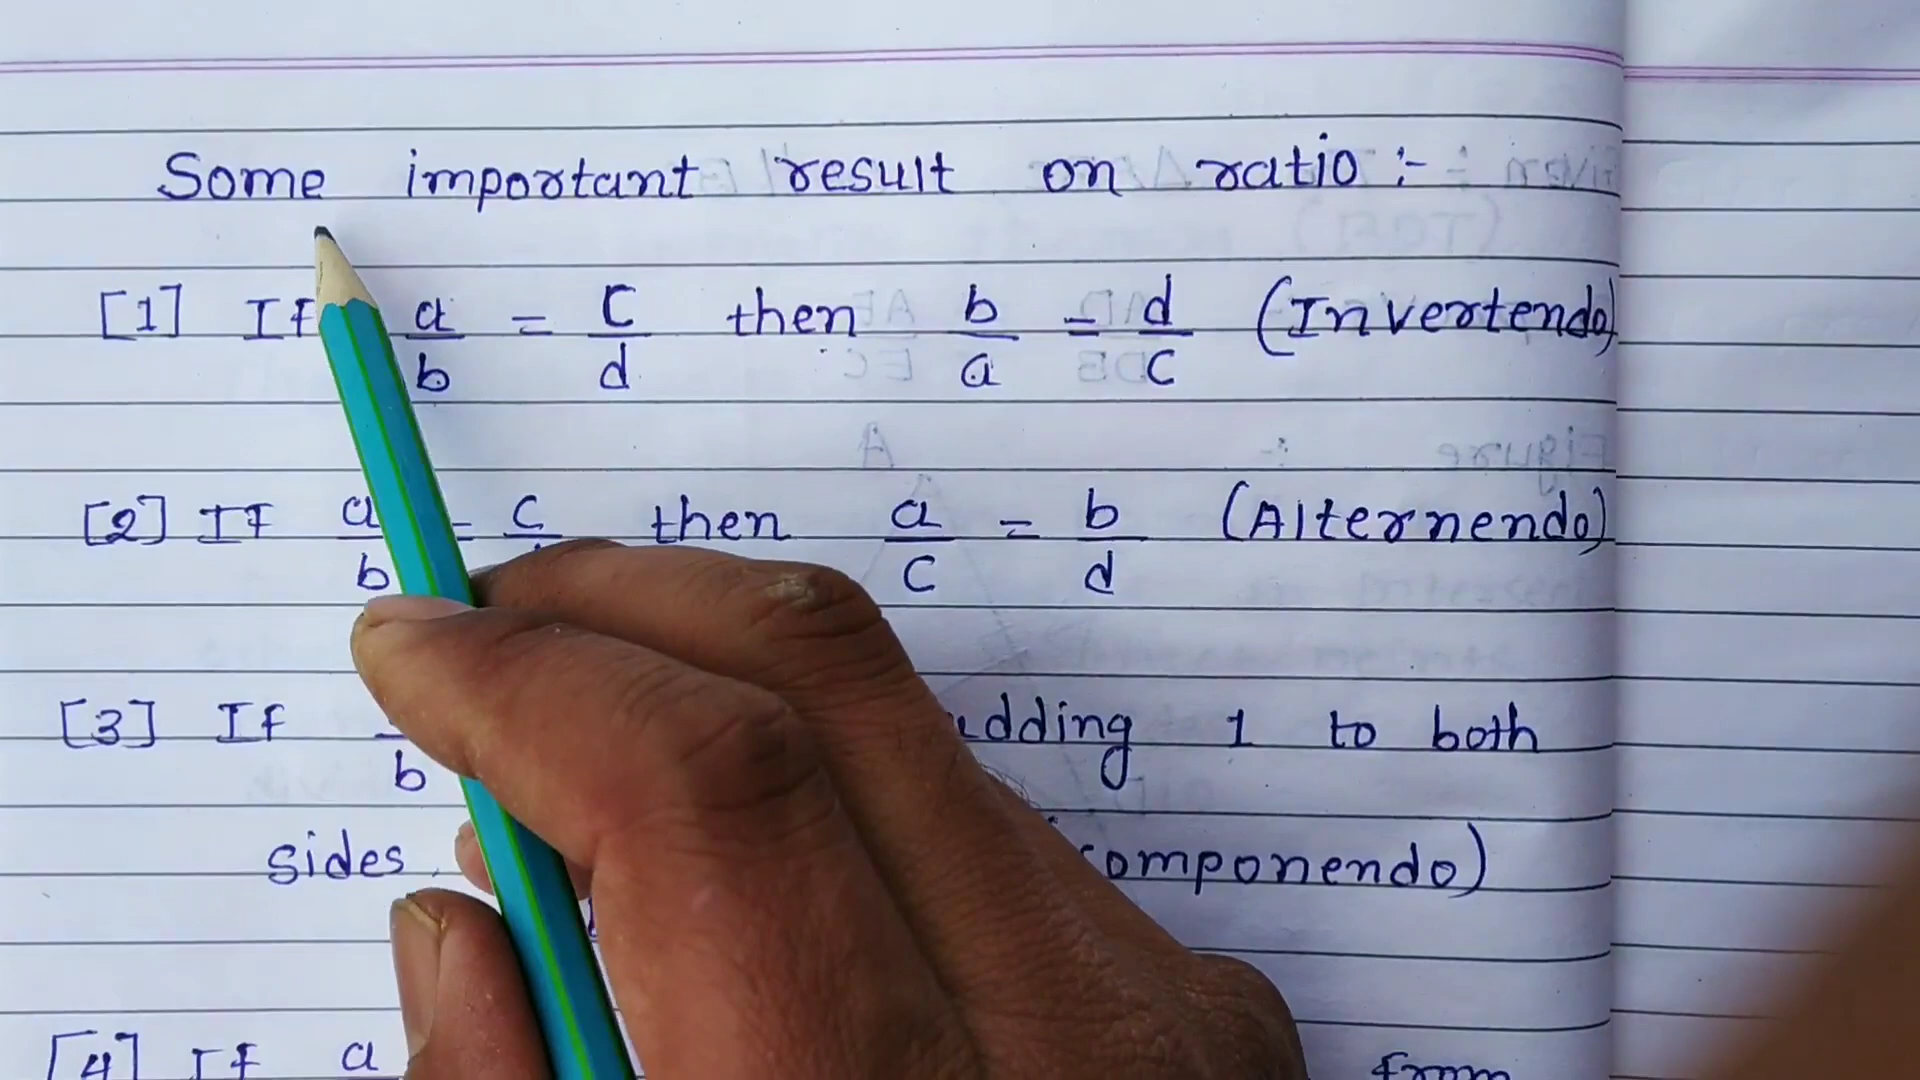 Some important result on ratio :-
[1] If a/b = c/d then b/a = d/c (Invertendo)
[2] If a/b = c/ then a/c = b/d (Alternendo)
[3] If /b adding 1 to both
sides componendo)
[4] If a from